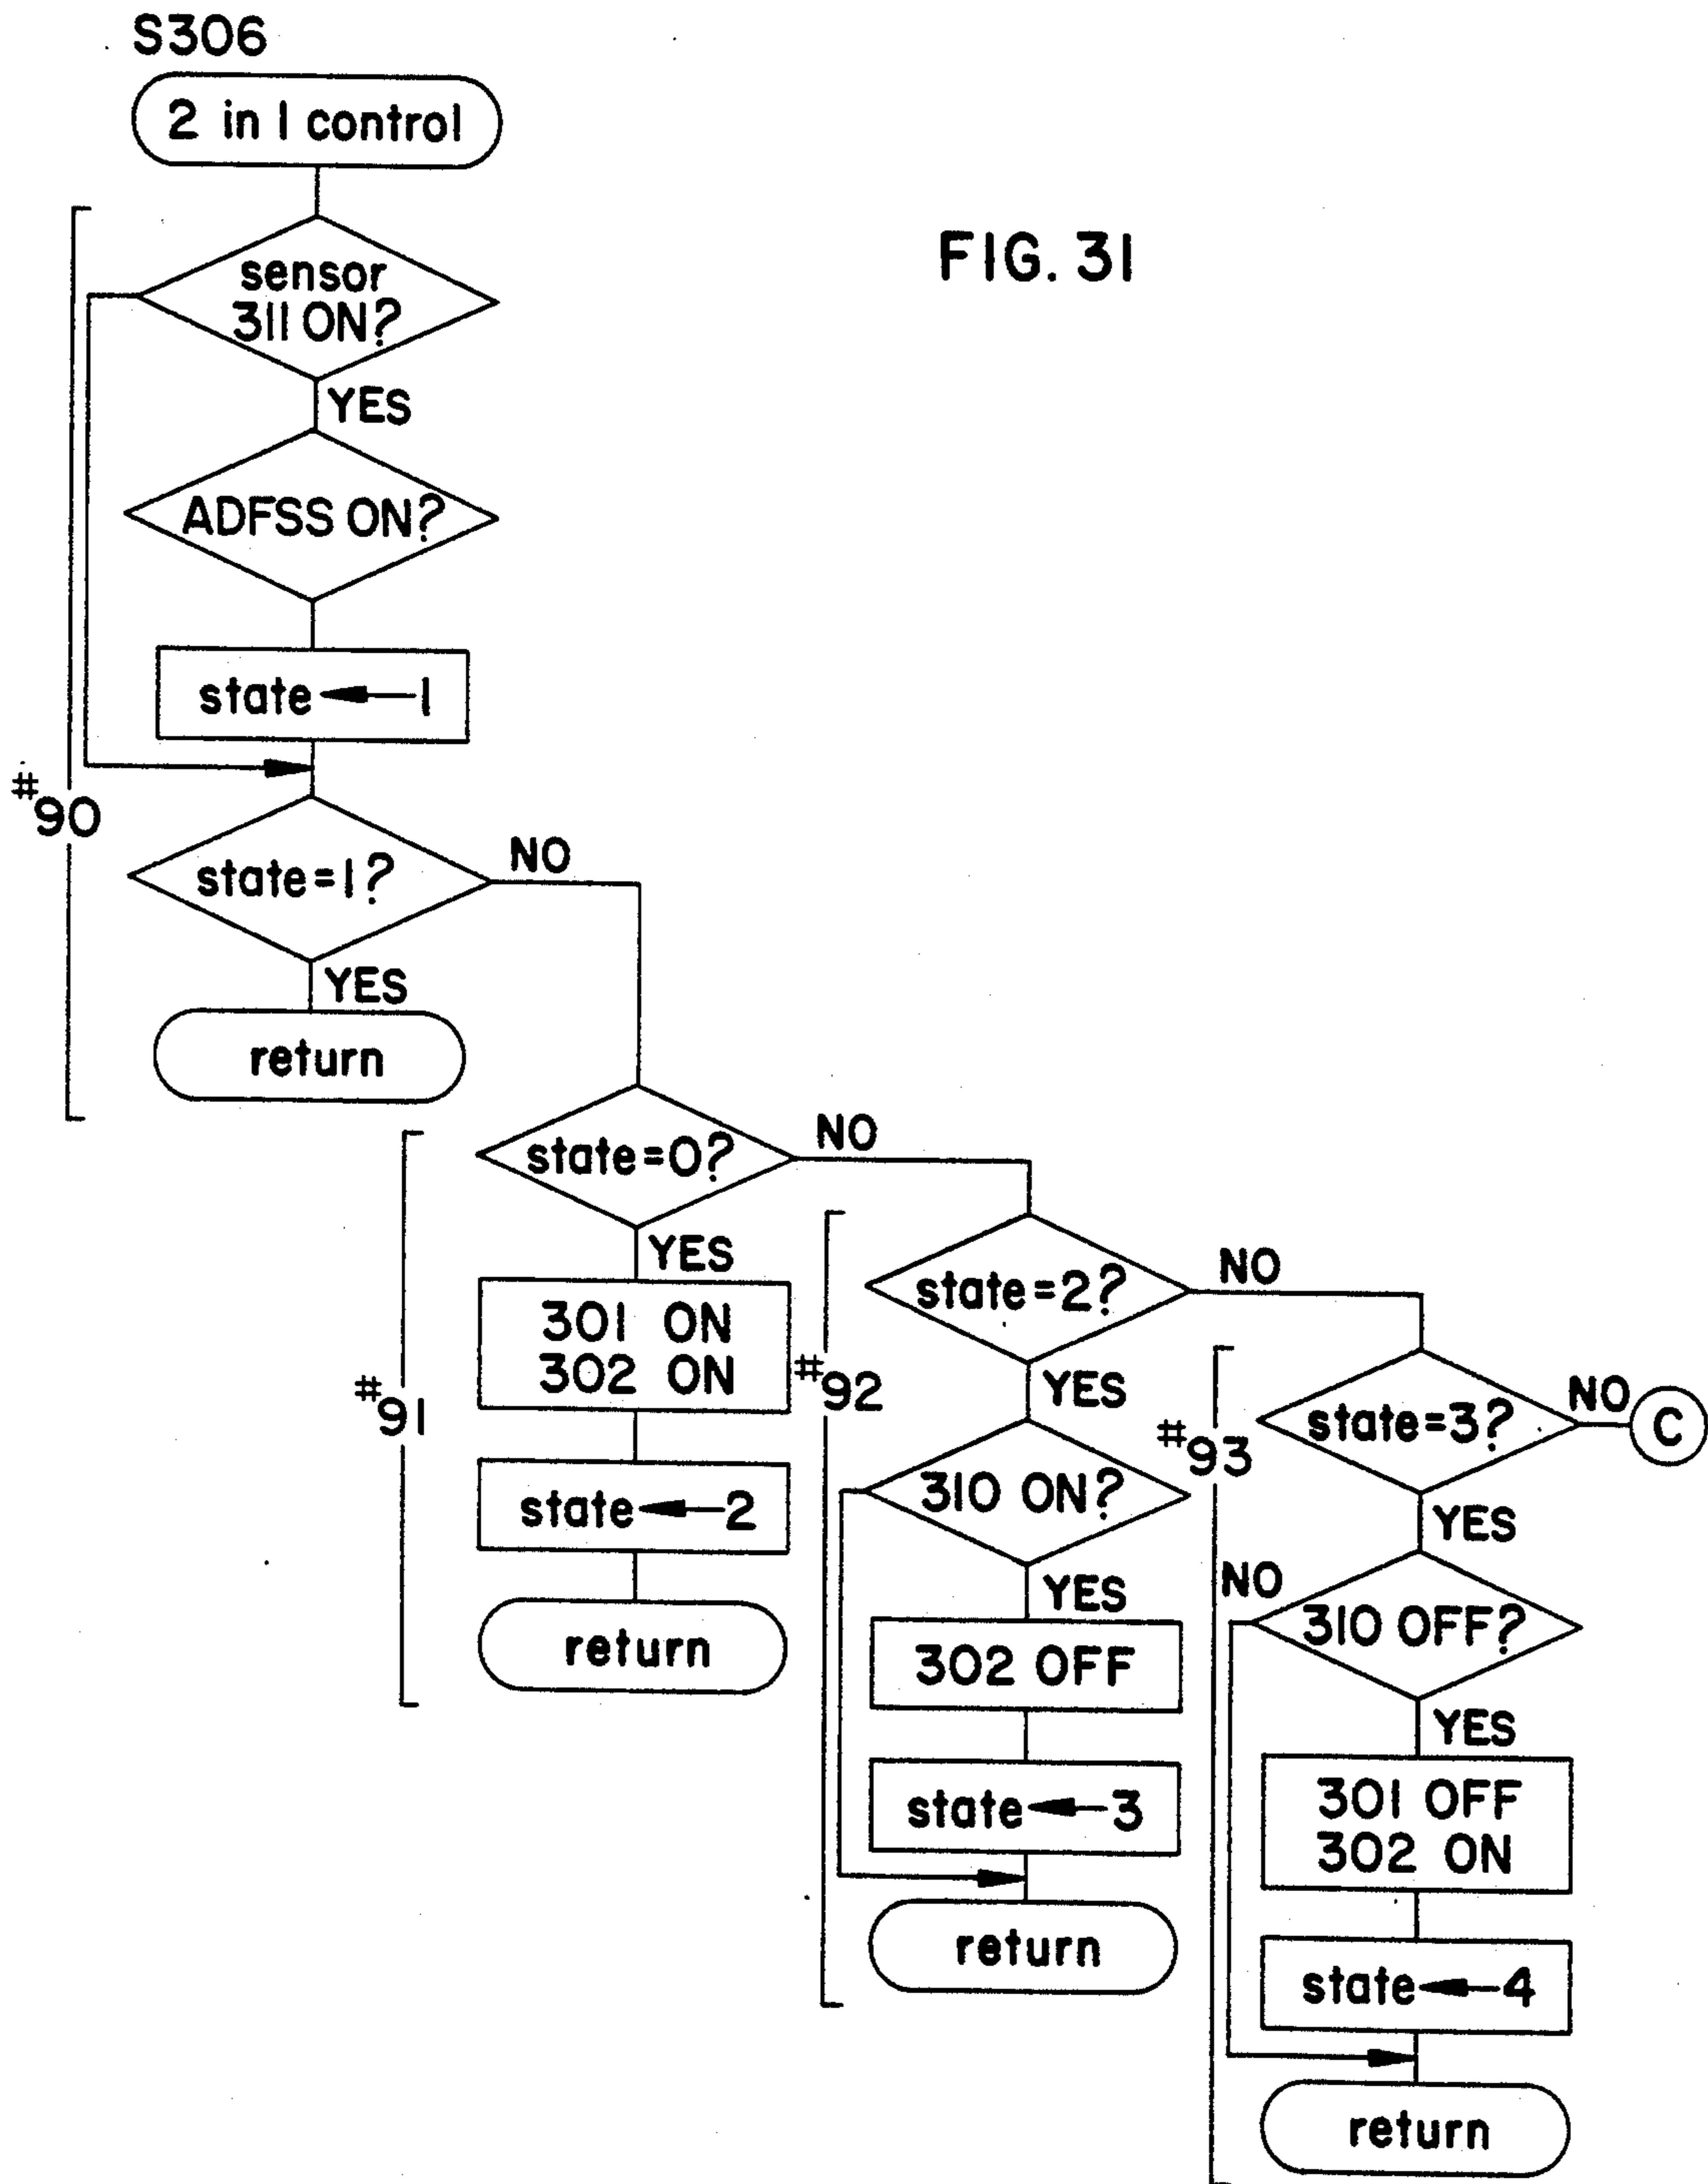 S306
2 in 1 control
FIG. 31
sensor
311 ON?
YES
ADFSS ON?
state ← 1
#90
state=1?
NO
YES
return
#91
state=0?
NO
YES
301 ON
302 ON
state ← 2
return
#92
state=2?
NO
YES
310 ON?
YES
302 OFF
state ← 3
return
#93
state=3?
NO
C
YES
310 OFF?
NO
YES
301 OFF
302 ON
state ← 4
return